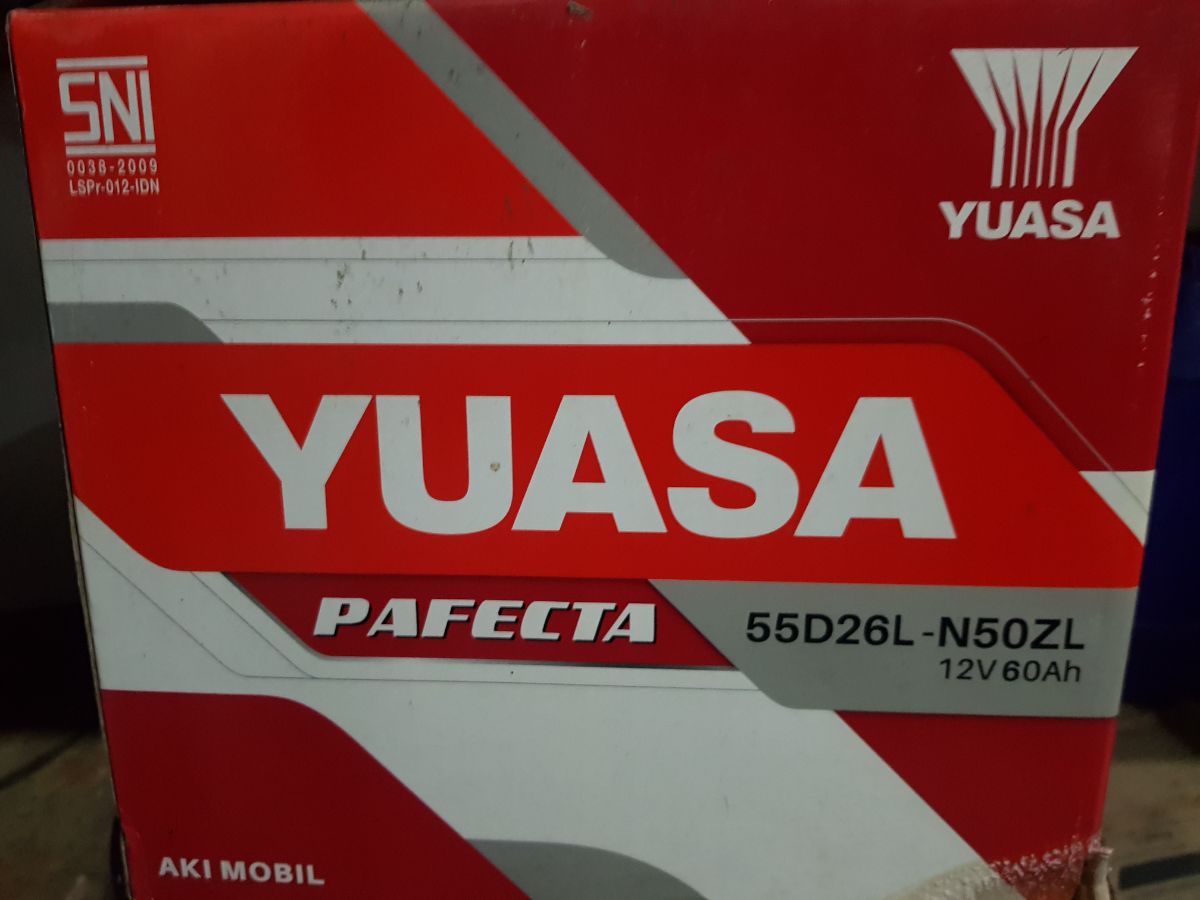 SNI
0038-2009
LSPr-012-IDN
YUASA
YUASA
PAFECTA
55D26L-N50ZL
12V 60Ah
AKI MOBIL